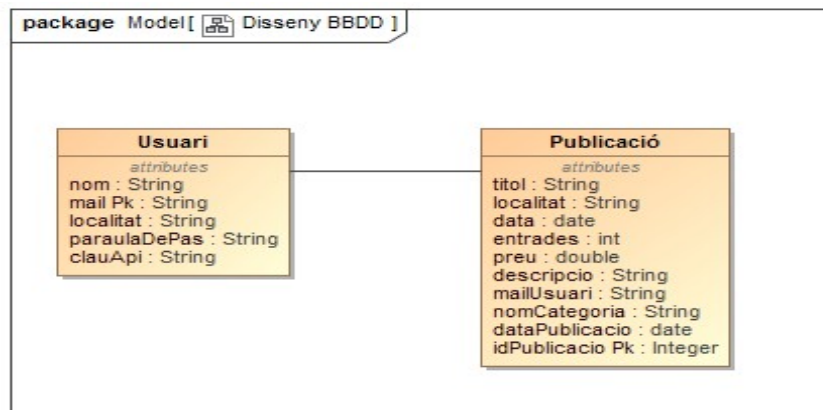 package Model[ Disseny BBDD ]
Usuari
attributes
nom : String
mail Pk : String
localitat : String
paraulaDePas : String
clauApi : String
Publicació
attributes
titol : String
localitat : String
data : date
entrades : int
preu : double
descripcio : String
mailUsuari : String
nomCategoria : String
dataPublicacio : date
idPublicacio Pk : Integer